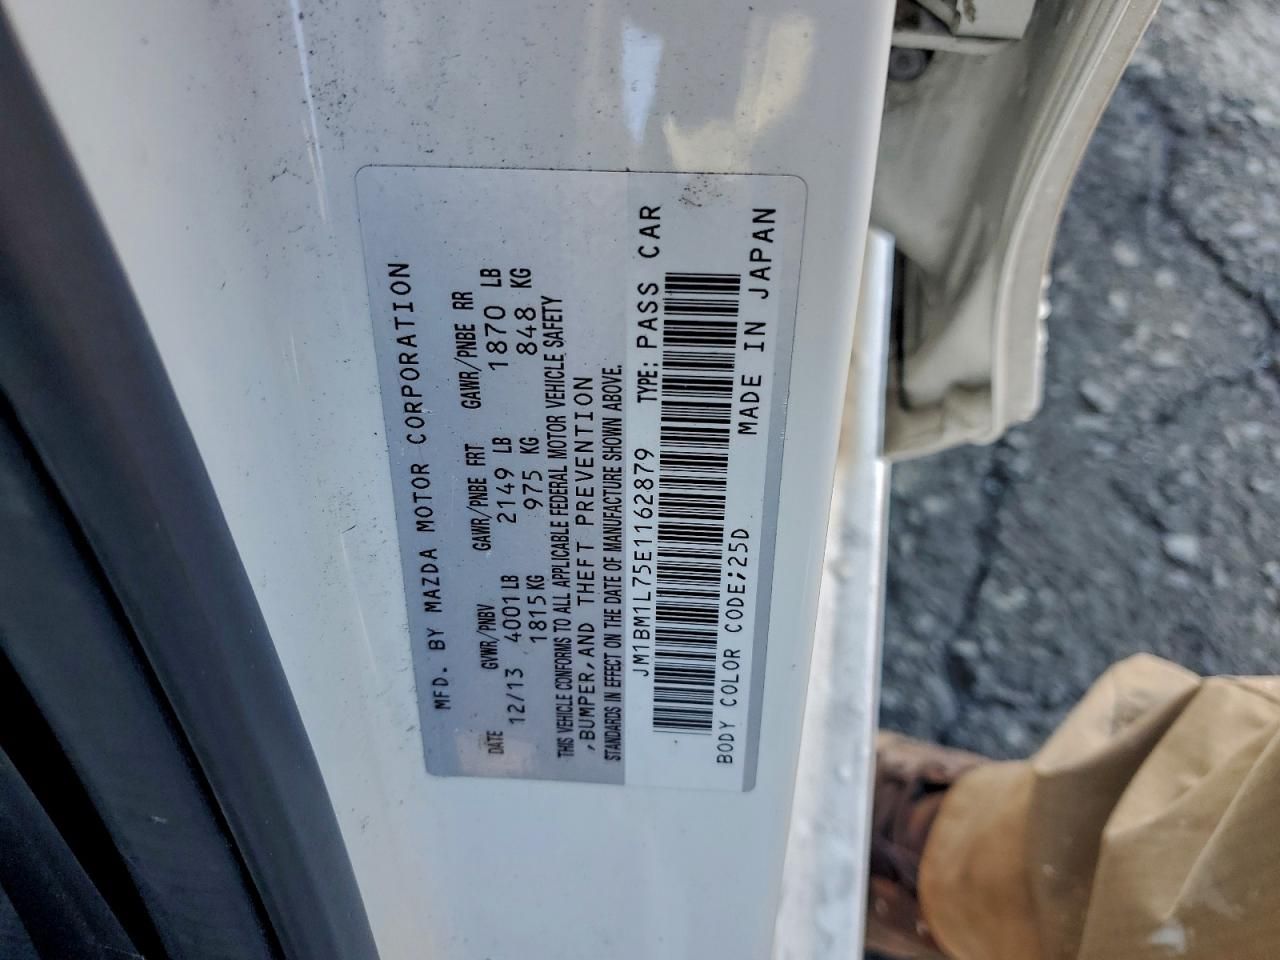 MFD. BY MAZDA MOTOR CORPORATION
DATE GVWR/PNBV GAWR/PNBE FRT GAWR/PNBE RR
12/13 4001LB 2149 LB 1870 LB
1815KG 975 KG 848 KG
THIS VEHICLE CONFORMS TO ALL APPLICABLE FEDERAL MOTOR VEHICLE SAFETY
,BUMPER,AND THEFT PREVENTION
STANDARDS IN EFFECT ON THE DATE OF MANUFACTURE SHOWN ABOVE.
JM1BM1L75E1162879 TYPE: PASS CAR
BODY COLOR CODE;25D MADE IN JAPAN